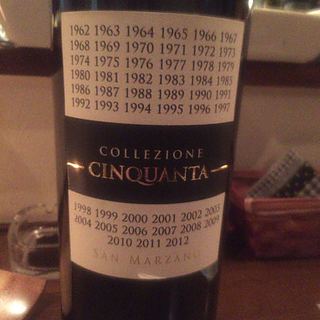 1962 1963 1964 1965 1966 1967
1968 1969 1970 1971 1972 1973
1974 1975 1976 1977 1978 1979
1980 1981 1982 1983 1984 1985
1986 1987 1988 1989 1990 1991
1992 1993 1994 1995 1996 1997
COLLEZIONE
CINQUANTA
1998 1999 2000 2001 2002 2003
2004 2005 2006 2007 2008 2009
2010 2011 2012
SAN MARZANO